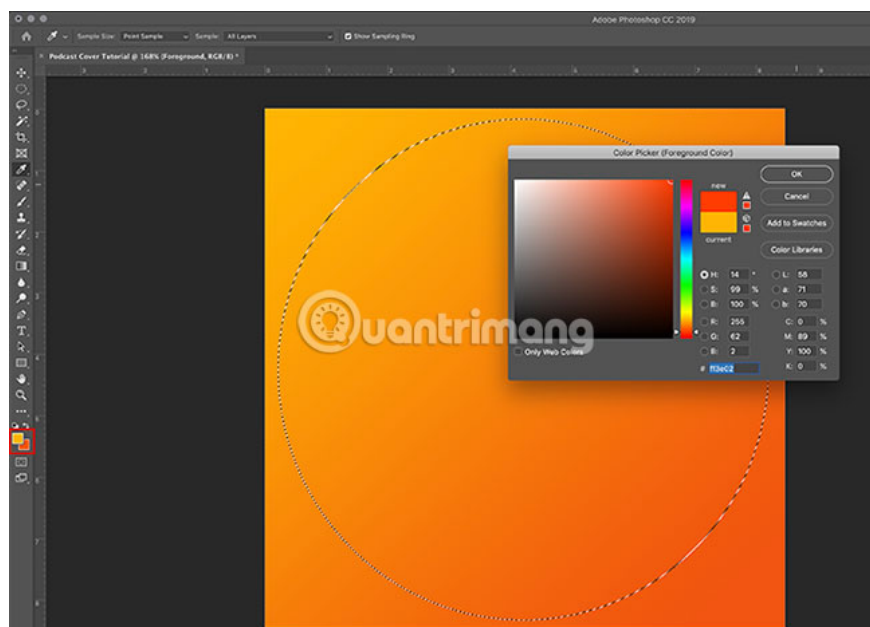 Adobe Photoshop CC 2019
Sample Size: Point Sample Sample: All Layers Show Sampling Ring
× Podcast Cover Tutorial @ 168% (Foreground, RGB/8) *
Color Picker (Foreground Color)
new
current
OK
Cancel
Add to Swatches
Color Libraries
H: 14 ° L: 58
S: 99 % a: 71
B: 100 % b: 70
R: 255 C: 0 %
G: 62 M: 89 %
B: 2 Y: 100 %
# ff3e02 K: 0 %
Only Web Colors
Quantrimang